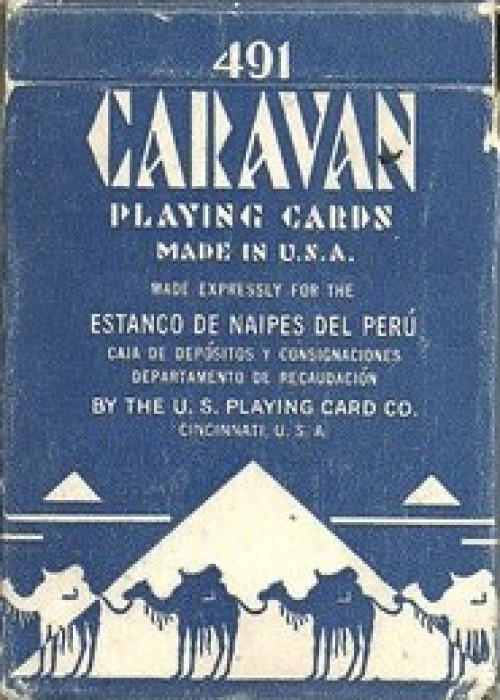 491
CARAVAN
PLAYING CARDS
MADE IN U.S.A.
MADE EXPRESSLY FOR THE
ESTANCO DE NAIPES DEL PERÚ
CAJA DE DEPÓSITOS Y CONSIGNACIONES
DEPARTAMENTO DE RECAUDACIÓN
BY THE U. S. PLAYING CARD CO.
CINCINNATI, U. S. A.